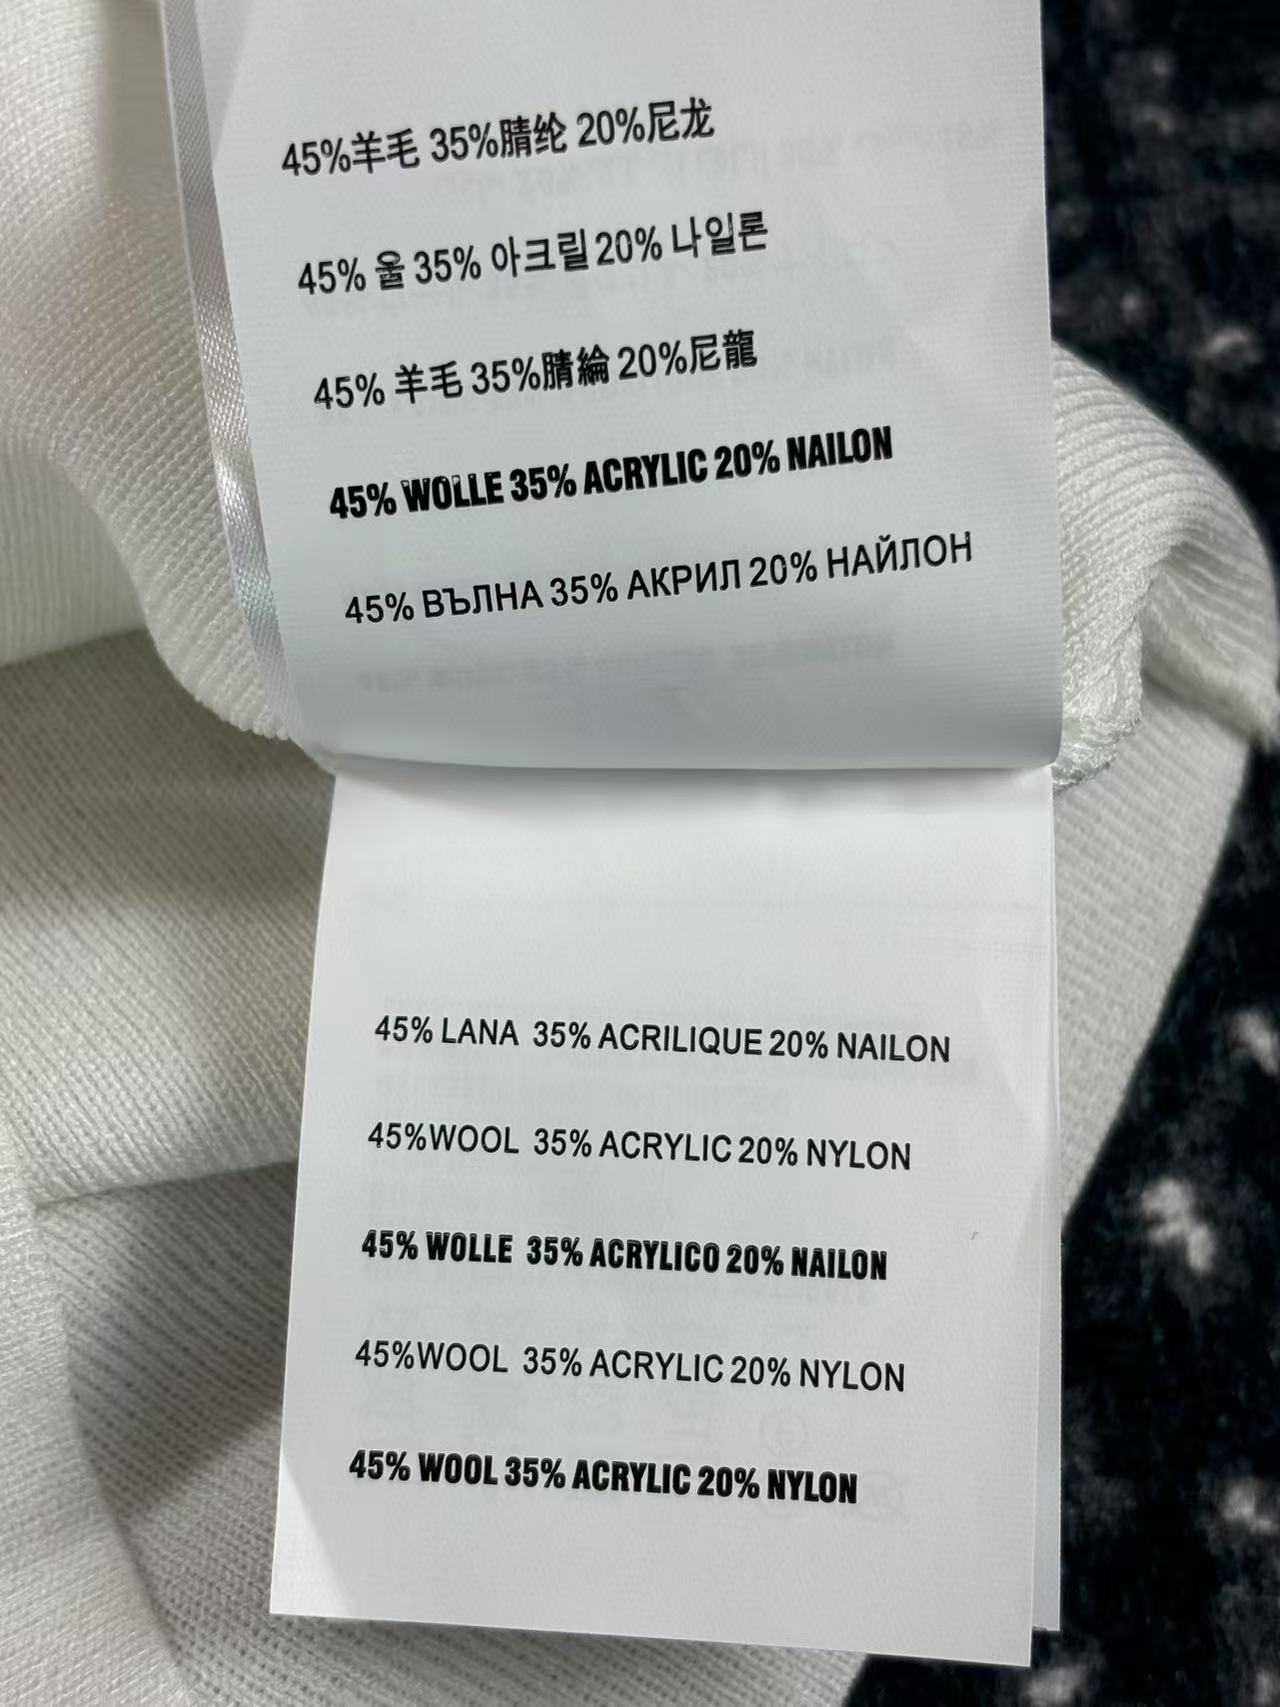 45%羊毛 35%腈纶 20%尼龙
45% 울 35% 아크릴 20% 나일론
45% 羊毛 35%腈綸 20%尼龍
45% WOLLE 35% ACRYLIC 20% NAILON
45% ВЪЛНА 35% АКРИЛ 20% НАЙЛОН
45% LANA 35% ACRILIQUE 20% NAILON
45%WOOL 35% ACRYLIC 20% NYLON
45% WOLLE 35% ACRYLICO 20% NAILON
45%WOOL 35% ACRYLIC 20% NYLON
45% WOOL 35% ACRYLIC 20% NYLON